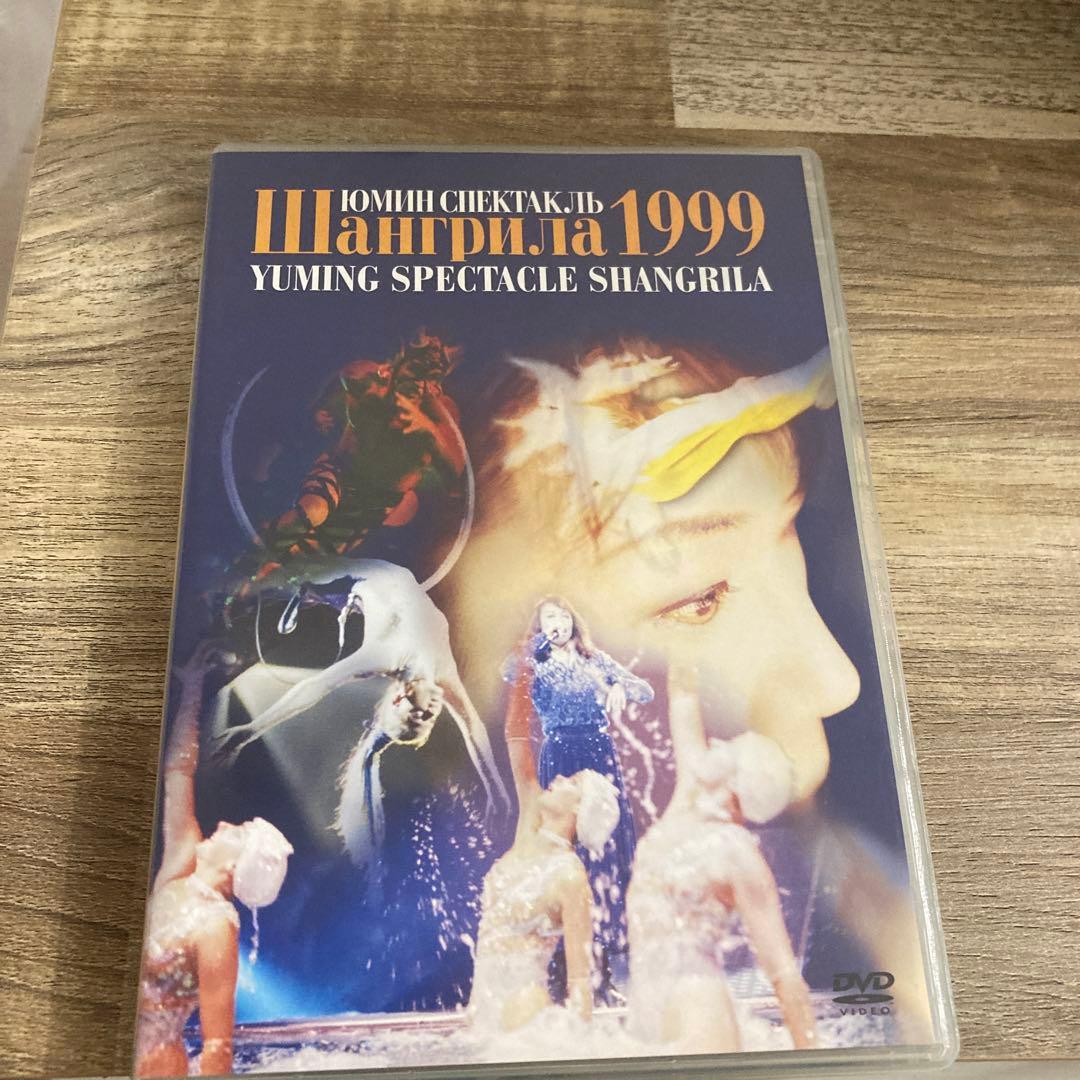 ЮМИН СПЕКТАКЛЬ
Шангрила 1999
YUMING SPECTACLE SHANGRILA
DVD
VIDEO